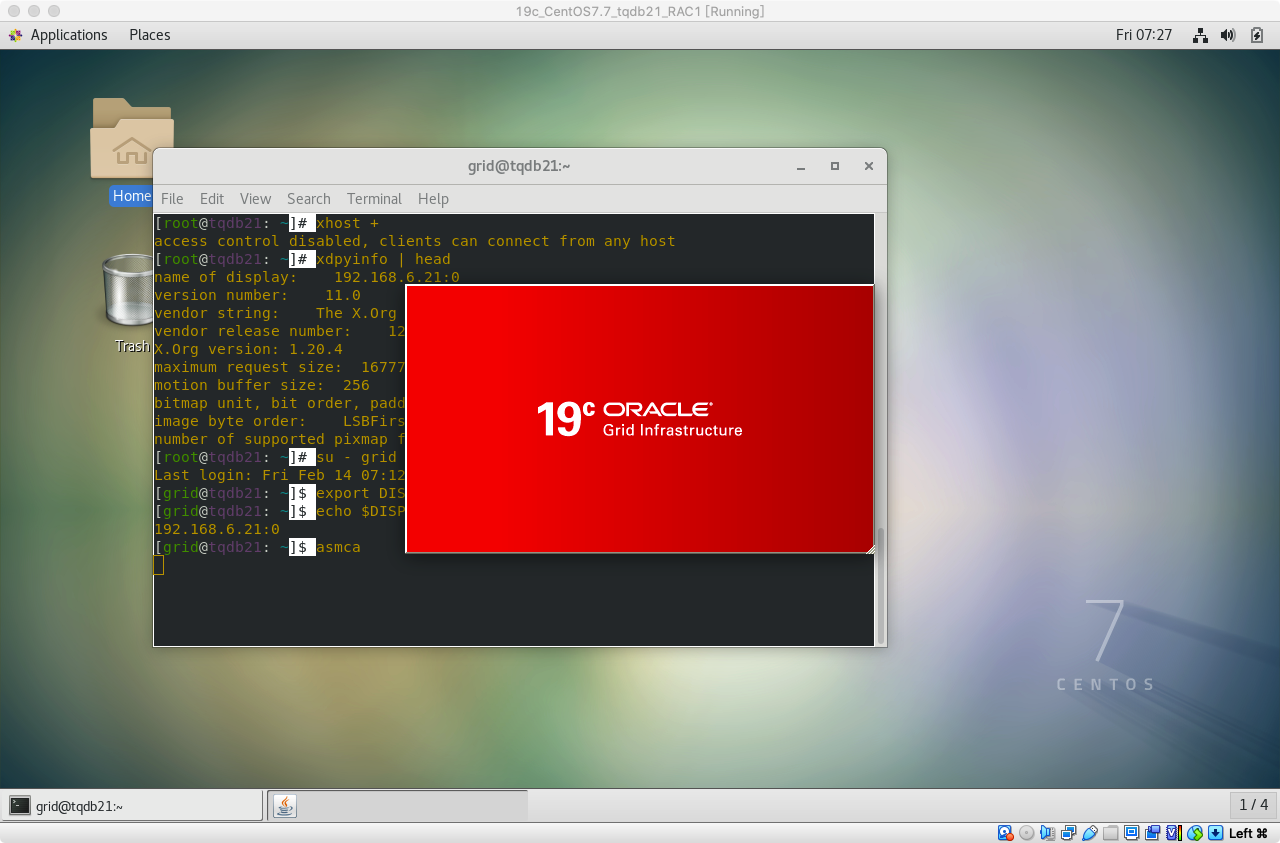 19c_CentOS7.7_tqdb21_RAC1 [Running]
Applications Places Fri 07:27
Home
Trash
grid@tqdb21:~
File Edit View Search Terminal Help
[root@tqdb21: ~]# xhost +
access control disabled, clients can connect from any host
[root@tqdb21: ~]# xdpyinfo | head
name of display:    192.168.6.21:0
version number:    11.0
vendor string:    The X.Org
vendor release number:    12
X.Org version: 1.20.4
maximum request size:  16777
motion buffer size:  256
bitmap unit, bit order, padd
image byte order:    LSBFirs
number of supported pixmap f
[root@tqdb21: ~]# su - grid
Last login: Fri Feb 14 07:12
[grid@tqdb21: ~]$ export DIS
[grid@tqdb21: ~]$ echo $DISP
192.168.6.21:0
[grid@tqdb21: ~]$ asmca
19c ORACLE
Grid Infrastructure
7
CENTOS
grid@tqdb21:~
1 / 4
Left ⌘